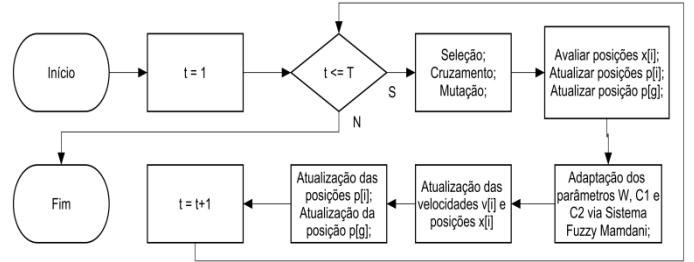 Início
t = 1
t <= T
S
N
Seleção;
Cruzamento;
Mutação;
Avaliar posições x[i];
Atualizar posições p[i];
Atualizar posição p[g];
Adaptação dos
parâmetros W, C1 e
C2 via Sistema
Fuzzy Mamdani;
Atualização das
velocidades v[i] e
posições x[i]
Atualização das
posições p[i];
Atualização da
posição p[g];
t = t+1
Fim